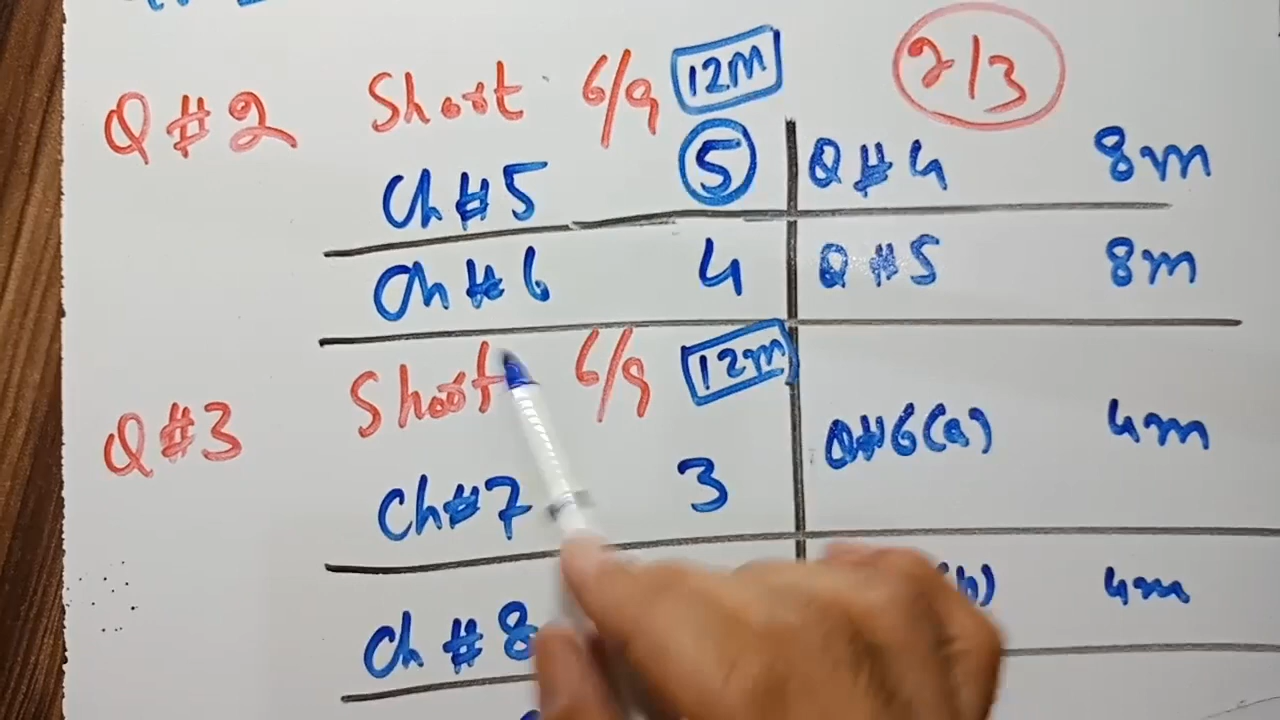 Q#2 Short 6/9 12m 2/3
Ch#5 5 Q#4 8m
Ch#6 4 Q#5 8m
Q#3 Short 6/9 12m
Ch#7 3 Q#6(a) 4m
Ch#8 (b) 4m